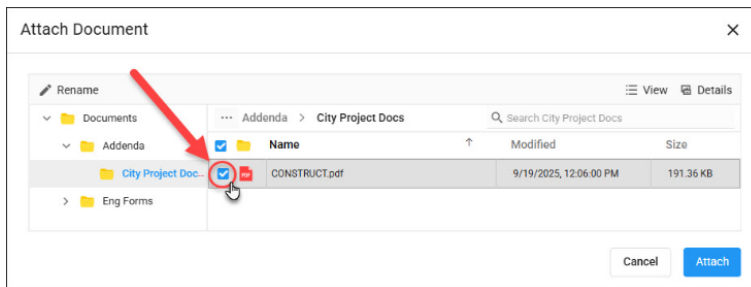 Attach Document
Rename
View Details
Documents
Addenda
City Project Doc...
Eng Forms
... Addenda > City Project Docs
Search City Project Docs
Name Modified Size
PDF CONSTRUCT.pdf 9/19/2025, 12:06:00 PM 191.36 KB
Cancel Attach